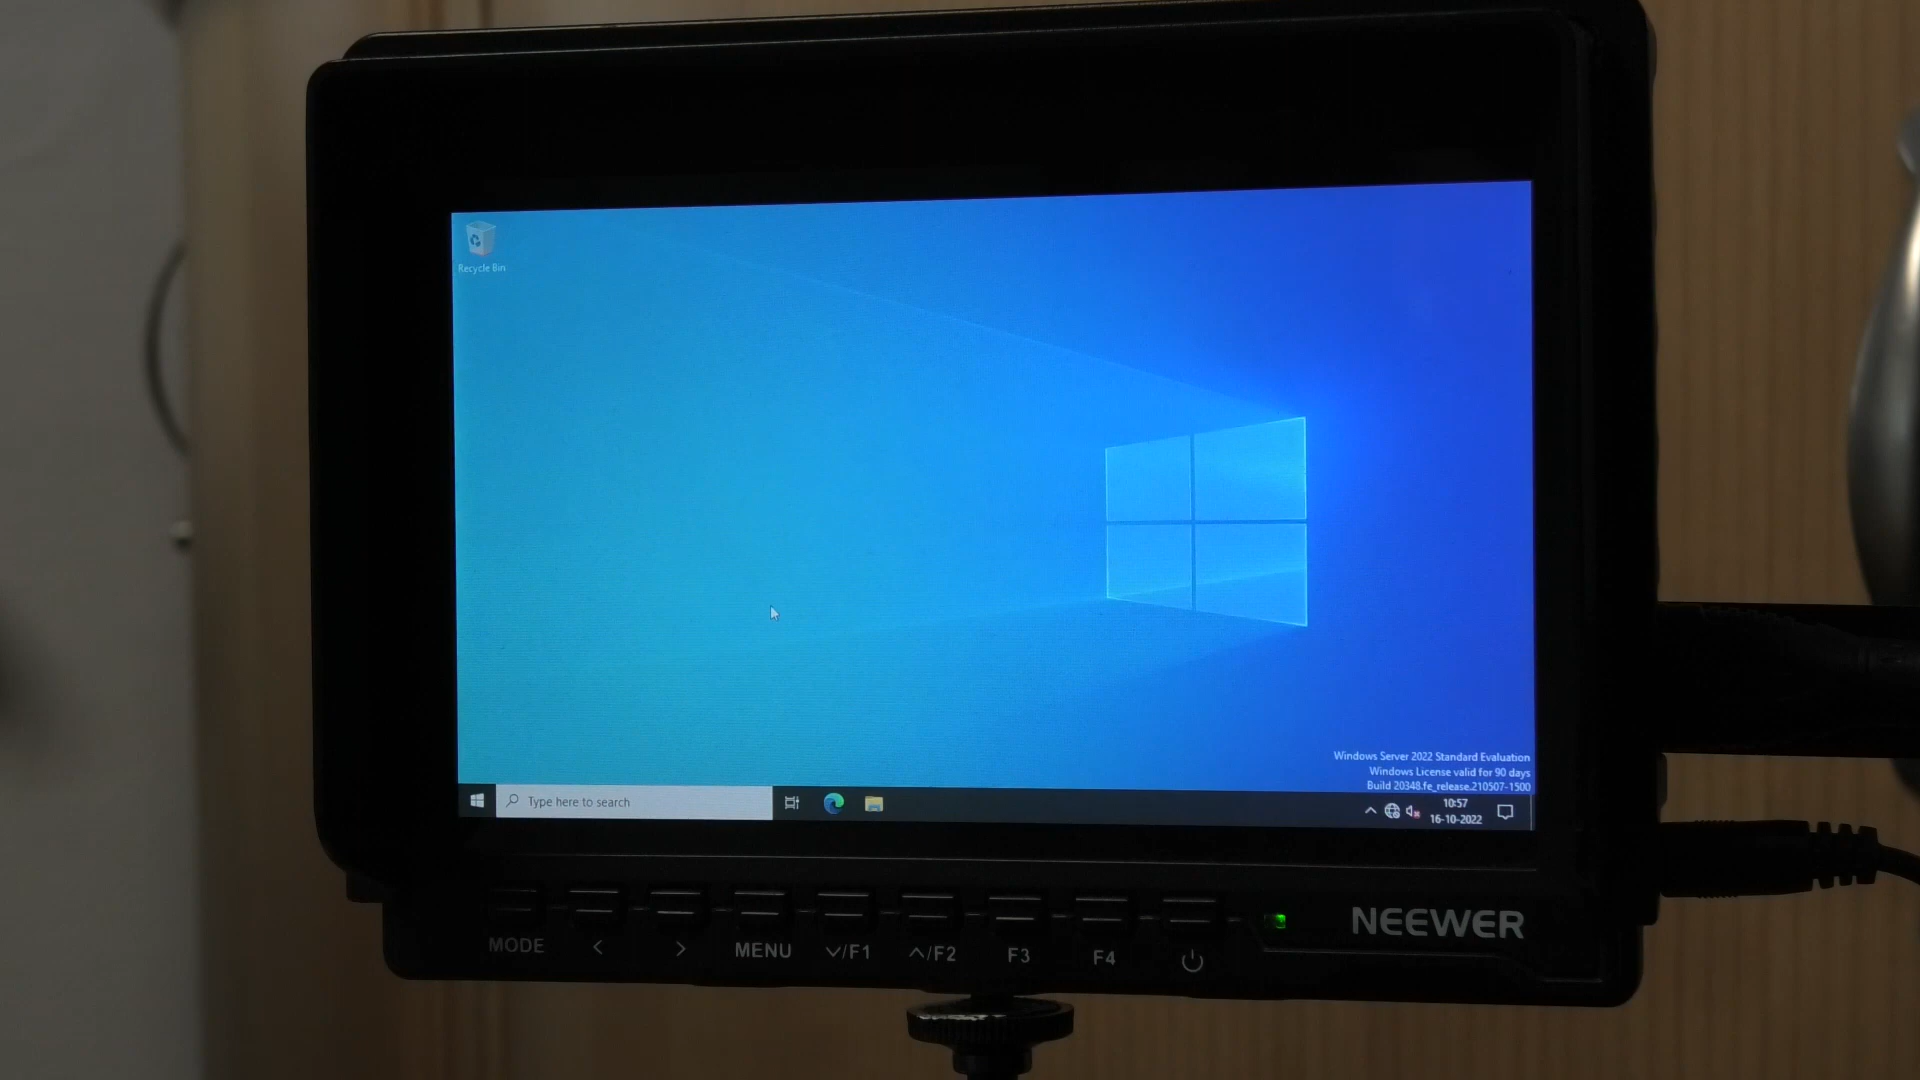 Recycle Bin
Windows Server 2022 Standard Evaluation
Windows License valid for 90 days
Build 20348.fe_release.210507-1500
Type here to search
10:57
16-10-2022
MODE < > MENU ∨/F1 ∧/F2 F3 F4
NEEWER